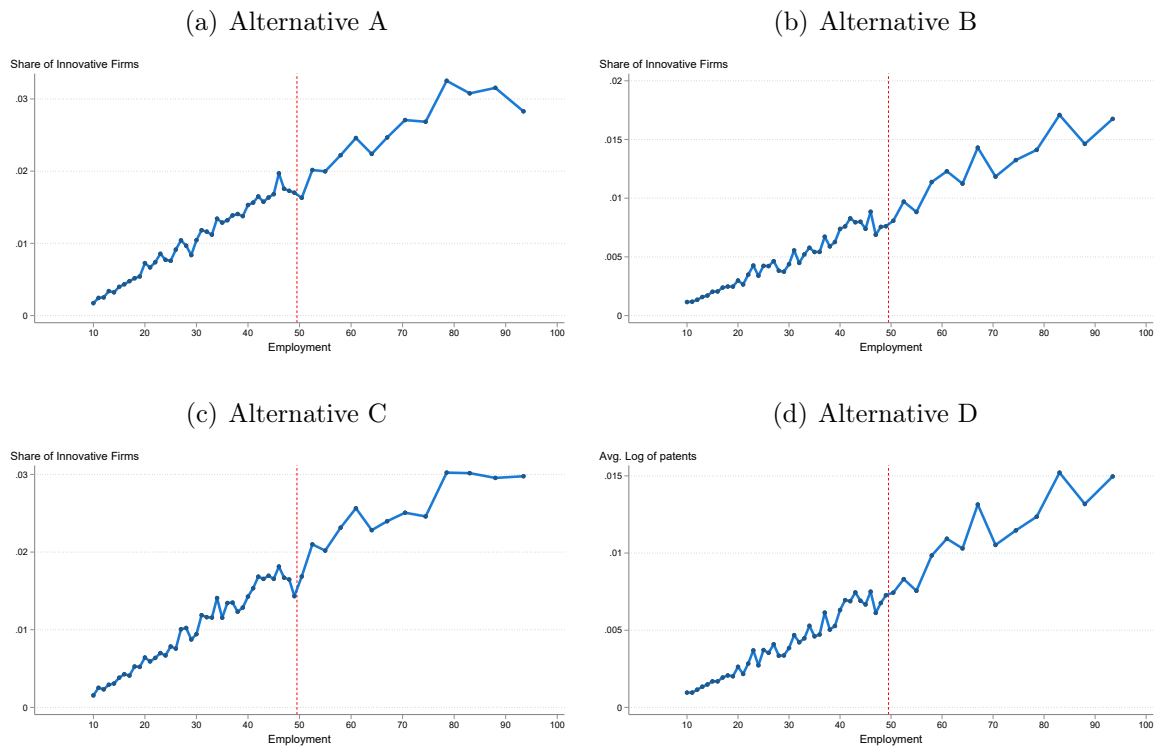 (a) Alternative A
Share of Innovative Firms
.03
.02
.01
0
10 20 30 40 50 60 70 80 90 100
Employment
(b) Alternative B
Share of Innovative Firms
.02
.015
.01
.005
0
10 20 30 40 50 60 70 80 90 100
Employment
(c) Alternative C
Share of Innovative Firms
.03
.02
.01
0
10 20 30 40 50 60 70 80 90 100
Employment
(d) Alternative D
Avg. Log of patents
.015
.01
.005
0
10 20 30 40 50 60 70 80 90 100
Employment